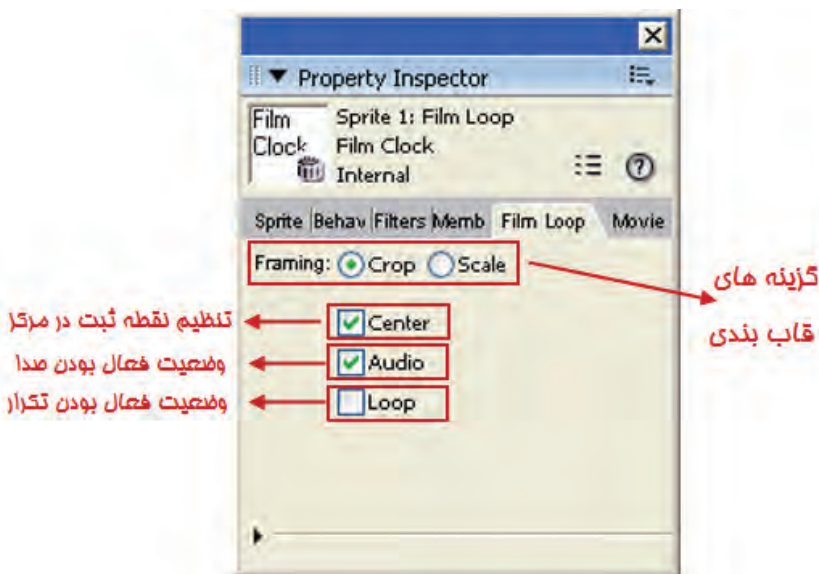 Property Inspector
Film
Clock
Sprite 1: Film Loop
Film Clock
Internal
Sprite Behav Filters Memb Film Loop Movie
Framing: Crop Scale
گزینه های
قاب بندی
Center
تنظیم نقطه ثبت در مرکز
Audio
وضعیت فعال بودن صدا
Loop
وضعیت فعال بودن تکرار